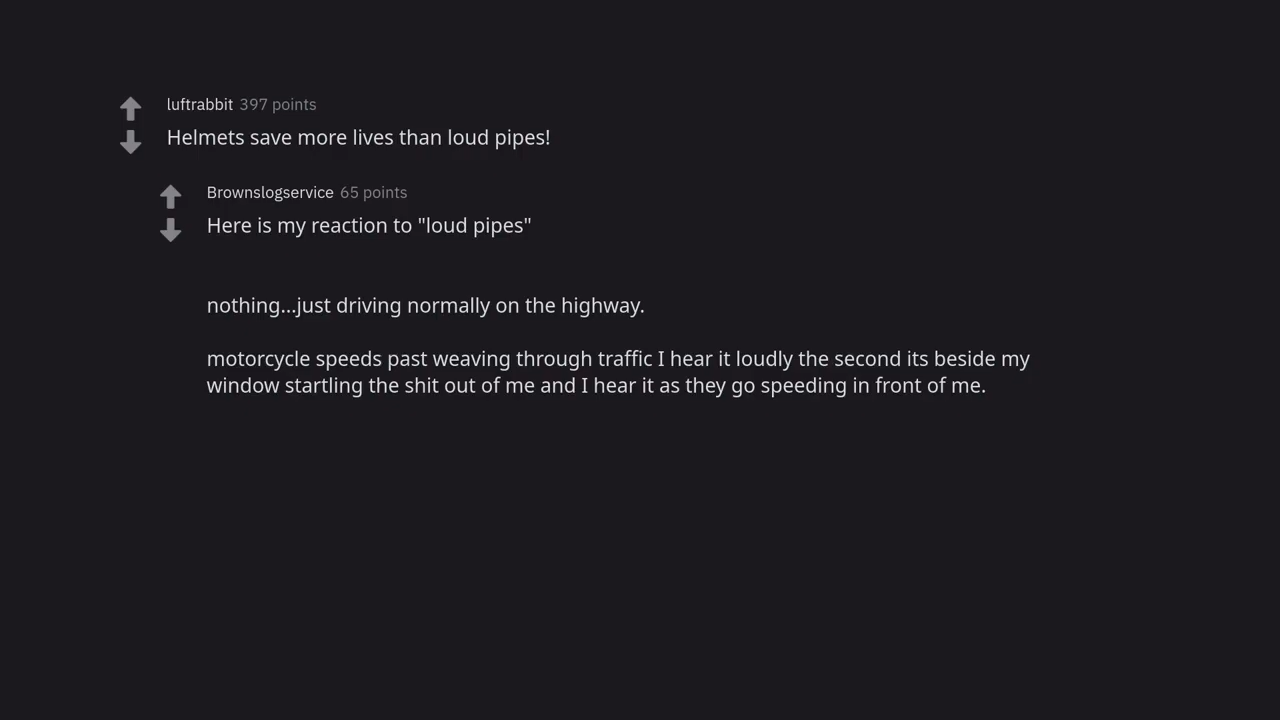 luftrabbit 397 points
Helmets save more lives than loud pipes!
Brownslogservice 65 points
Here is my reaction to "loud pipes"
nothing...just driving normally on the highway.
motorcycle speeds past weaving through traffic I hear it loudly the second its beside my
window startling the shit out of me and I hear it as they go speeding in front of me.